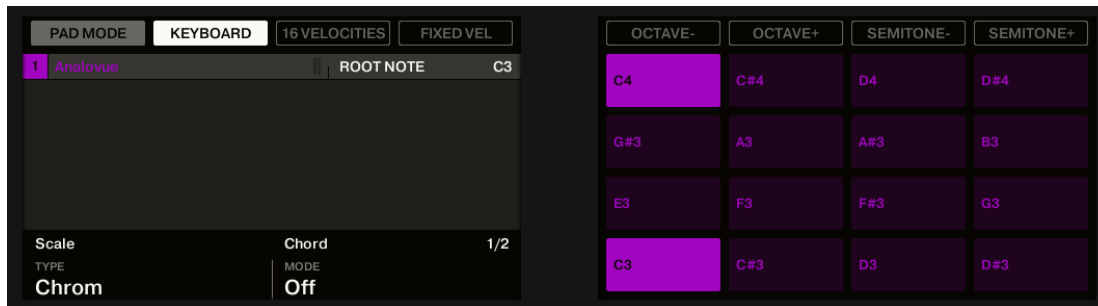 PAD MODE KEYBOARD 16 VELOCITIES FIXED VEL
1 Analovue ROOT NOTE C3
Scale Chord 1/2
TYPE MODE
Chrom Off
OCTAVE- OCTAVE+ SEMITONE- SEMITONE+
C4 C#4 D4 D#4
G#3 A3 A#3 B3
E3 F3 F#3 G3
C3 C#3 D3 D#3